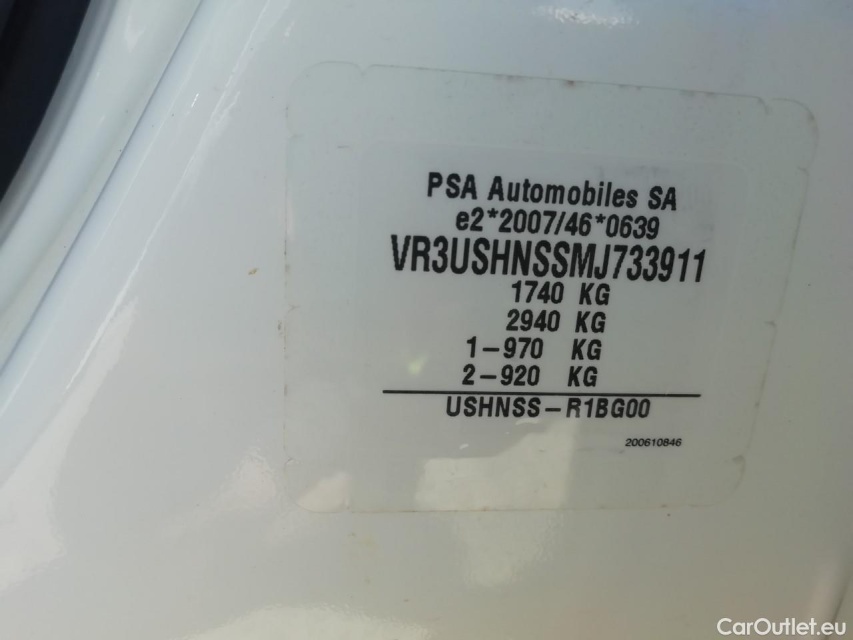 PSA Automobiles SA
e2*2007/46*0639
VR3USHNSSMJ733911
1740 KG
2940 KG
1-970 KG
2-920 KG
USHNSS-R1BG00
200610846
CarOutlet.eu